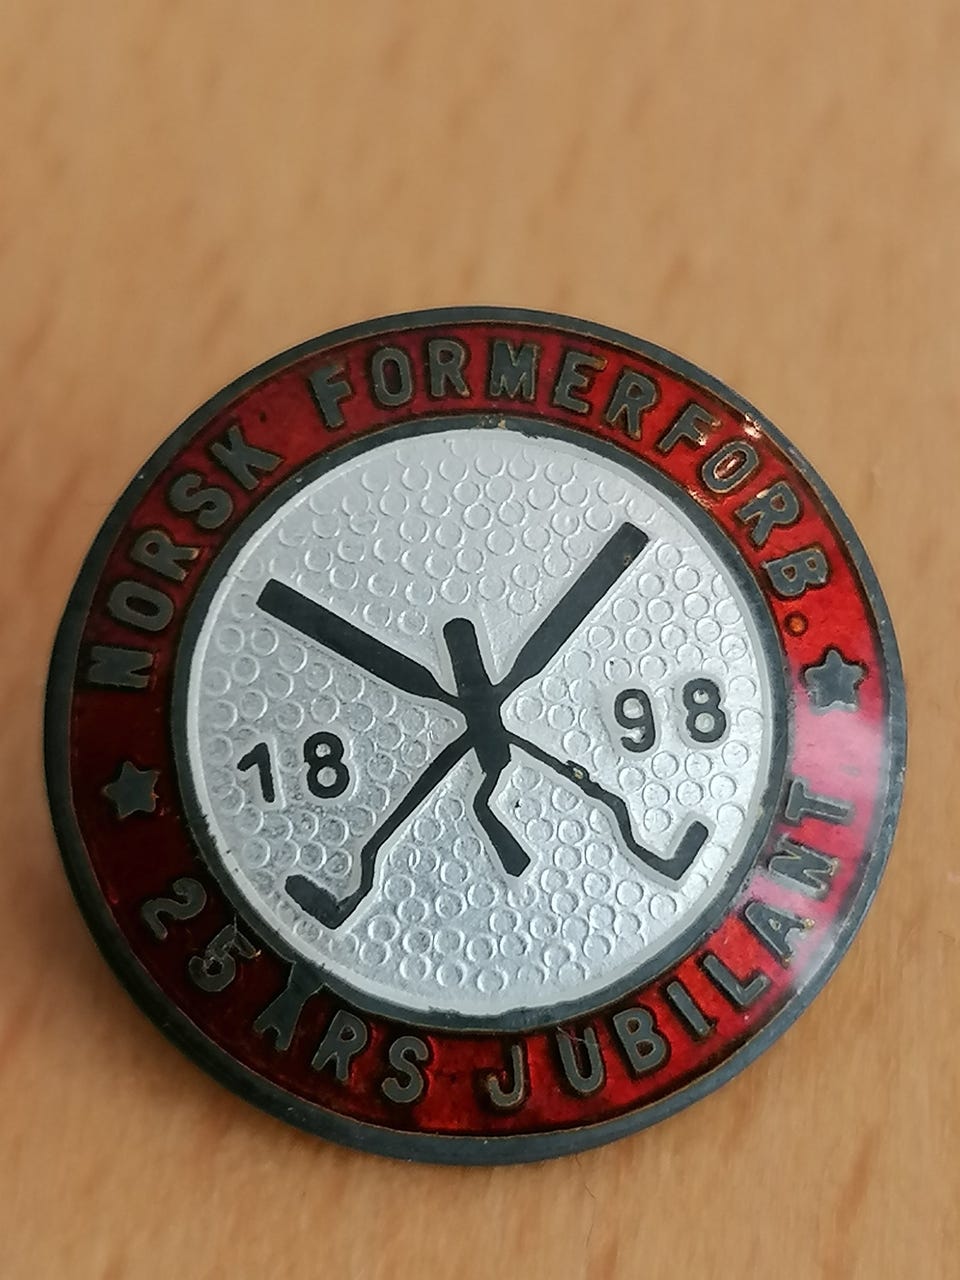 NORSK FORMERFORB.
18 98
25 ÅRS JUBILANT